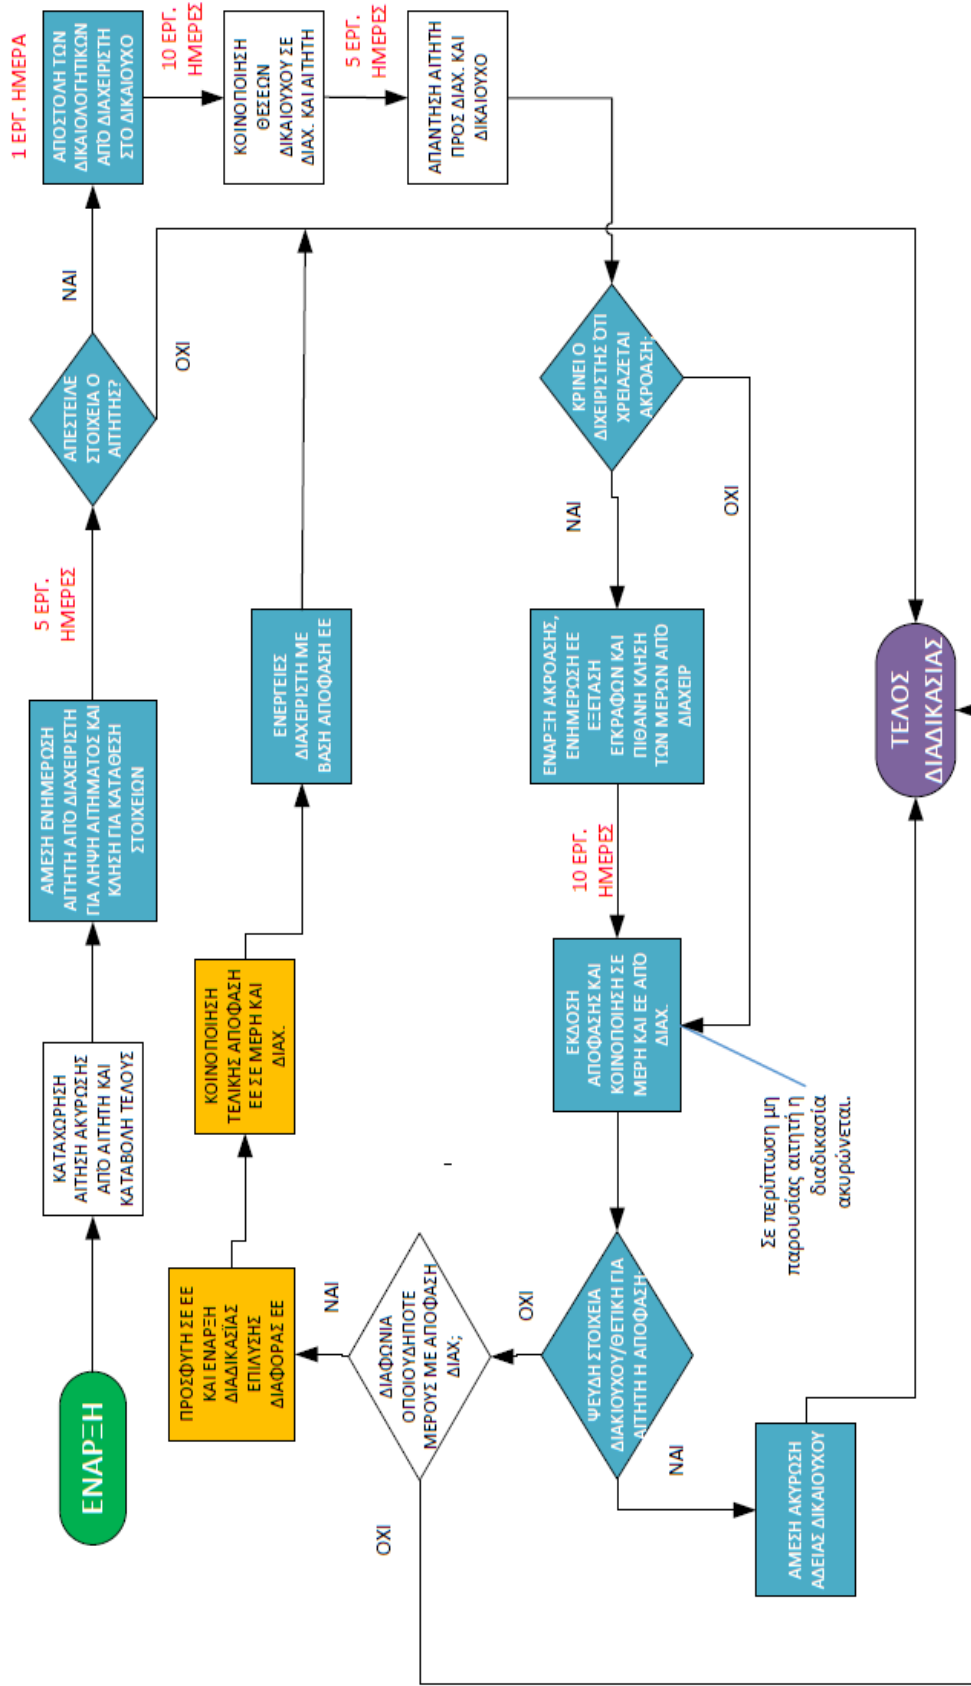 ΕΝΑΡΞΗ
ΚΑΤΑΧΩΡΗΣΗ
ΑΙΤΗΣΗ ΑΚΥΡΩΣΗΣ
ΑΠΌ ΑΙΤΗΤΗ ΚΑΙ
ΚΑΤΑΒΟΛΗ ΤΕΛΟΥΣ
ΑΜΕΣΗ ΕΝΗΜΕΡΩΣΗ
ΑΙΤΗΤΗ ΑΠΌ ΔΙΑΧΕΙΡΙΣΤΗ
ΓΙΑ ΛΗΨΗ ΑΙΤΗΜΑΤΟΣ ΚΑΙ
ΚΛΗΣΗ ΓΙΑ ΚΑΤΑΘΕΣΗ
ΣΤΟΙΧΕΙΩΝ
5 ΕΡΓ.
ΗΜΕΡΕΣ
ΑΠΕΣΤΕΙΛΕ
ΣΤΟΙΧΕΙΑ Ο
ΑΙΤΗΤΗΣ?
ΝΑΙ
ΟΧΙ
1 ΕΡΓ. ΗΜΕΡΑ
ΑΠΟΣΤΟΛΗ ΤΩΝ
ΔΙΚΑΙΟΛΟΓΗΤΙΚΩΝ
ΑΠΌ ΔΙΑΧΕΙΡΙΣΤΗ
ΣΤΟ ΔΙΚΑΙΟΥΧΟ
10 ΕΡΓ.
ΗΜΕΡΕΣ
ΚΟΙΝΟΠΟΙΗΣΗ
ΘΕΣΕΩΝ
ΔΙΚΑΙΟΥΧΟΥ ΣΕ
ΔΙΑΧ. ΚΑΙ ΑΙΤΗΤΗ
5 ΕΡΓ.
ΗΜΕΡΕΣ
ΑΠΑΝΤΗΣΗ ΑΙΤΗΤΗ
ΠΡΟΣ ΔΙΑΧ. ΚΑΙ
ΔΙΚΑΙΟΥΧΟ
ΠΡΟΣΦΥΓΗ ΣΕ ΕΕ
ΚΑΙ ΕΝΑΡΞΗ
ΔΙΑΔΙΚΑΣΊΑΣ
ΕΠΙΛΥΣΗΣ
ΔΙΑΦΟΡΑΣ ΕΕ
ΚΟΙΝΟΠΟΙΗΣΗ
ΤΕΛΙΚΗΣ ΑΠΟΦΑΣΗ
ΕΕ ΣΕ ΜΕΡΗ ΚΑΙ
ΔΙΑΧ.
ΕΝΕΡΓΕΙΕΣ
ΔΙΑΧΕΙΡΙΣΤΗ ΜΕ
ΒΑΣΗ ΑΠΟΦΑΣΗ ΕΕ
ΝΑΙ
ΔΙΑΦΩΝΙΑ
ΟΠΟΙΟΥΔΗΠΟΤΕ
ΜΕΡΟΥΣ ΜΕ ΑΠΟΦΑΣΗ
ΔΙΑΧ;
ΟΧΙ
ΟΧΙ
ΨΕΥΔΗ ΣΤΟΙΧΕΙΑ
ΔΙΑΚΙΟΥΧΟΥ/ΘΕΤΙΚΗ ΓΙΑ
ΑΙΤΗΤΗ Η ΑΠΟΦΑΣΗ;
ΝΑΙ
ΕΚΔΟΣΗ
ΑΠΟΦΑΣΗΣ ΚΑΙ
ΚΟΙΝΟΠΟΙΗΣΗ ΣΕ
ΜΕΡΗ ΚΑΙ ΕΕ ΑΠΌ
ΔΙΑΧ.
10 ΕΡΓ.
ΗΜΕΡΕΣ
ΕΝΑΡΞΗ ΑΚΡΟΑΣΗΣ,
ΕΝΗΜΕΡΩΣΗ ΕΕ
ΕΞΕΤΑΣΗ
ΕΓΓΡΑΦΩΝ ΚΑΙ
ΠΙΘΑΝΗ ΚΛΗΣΗ
ΤΩΝ ΜΕΡΩΝ ΑΠΌ
ΔΙΑΧΕΙΡ
ΝΑΙ
ΚΡΙΝΕΙ Ο
ΔΙΧΕΙΡΙΣΤΗΣ ΌΤΙ
ΧΡΕΙΑΖΕΤΑΙ
ΑΚΡΟΑΣΗ;
ΟΧΙ
Σε περίπτωση μη
παρουσίας αιτητή η
διαδικασία
ακυρώνεται.
ΑΜΕΣΗ ΑΚΥΡΩΣΗ
ΑΔΕΙΑΣ ΔΙΚΑΙΟΥΧΟΥ
ΤΕΛΟΣ
ΔΙΑΔΙΚΑΣΙΑΣ